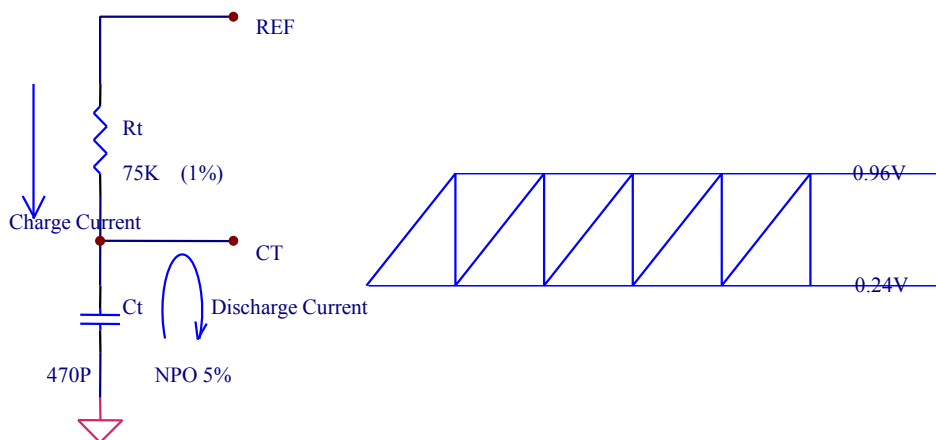 REF
Rt
75K (1%)
Charge Current
CT
Ct
Discharge Current
470P
NPO 5%
0.96V
0.24V